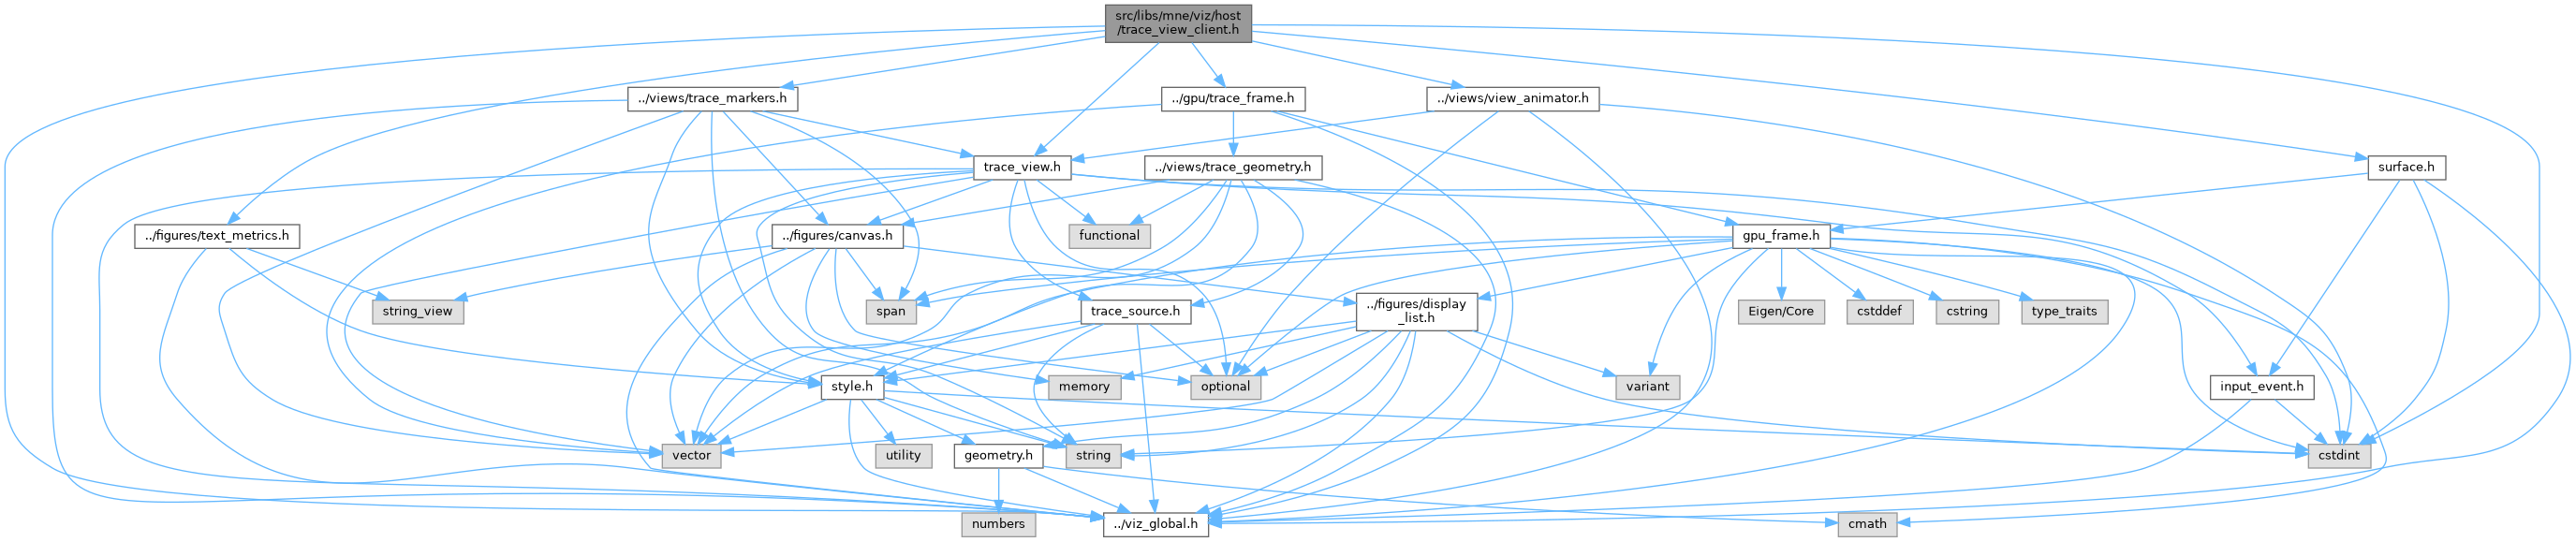 src/libs/mne/viz/host
/trace_view_client.h
../views/trace_markers.h
../gpu/trace_frame.h
../views/view_animator.h
trace_view.h
../views/trace_geometry.h
surface.h
../figures/text_metrics.h
../figures/canvas.h
functional
gpu_frame.h
string_view
span
trace_source.h
../figures/display
_list.h
Eigen/Core
cstddef
cstring
type_traits
style.h
memory
optional
variant
input_event.h
vector
utility
geometry.h
string
cstdint
numbers
../viz_global.h
cmath